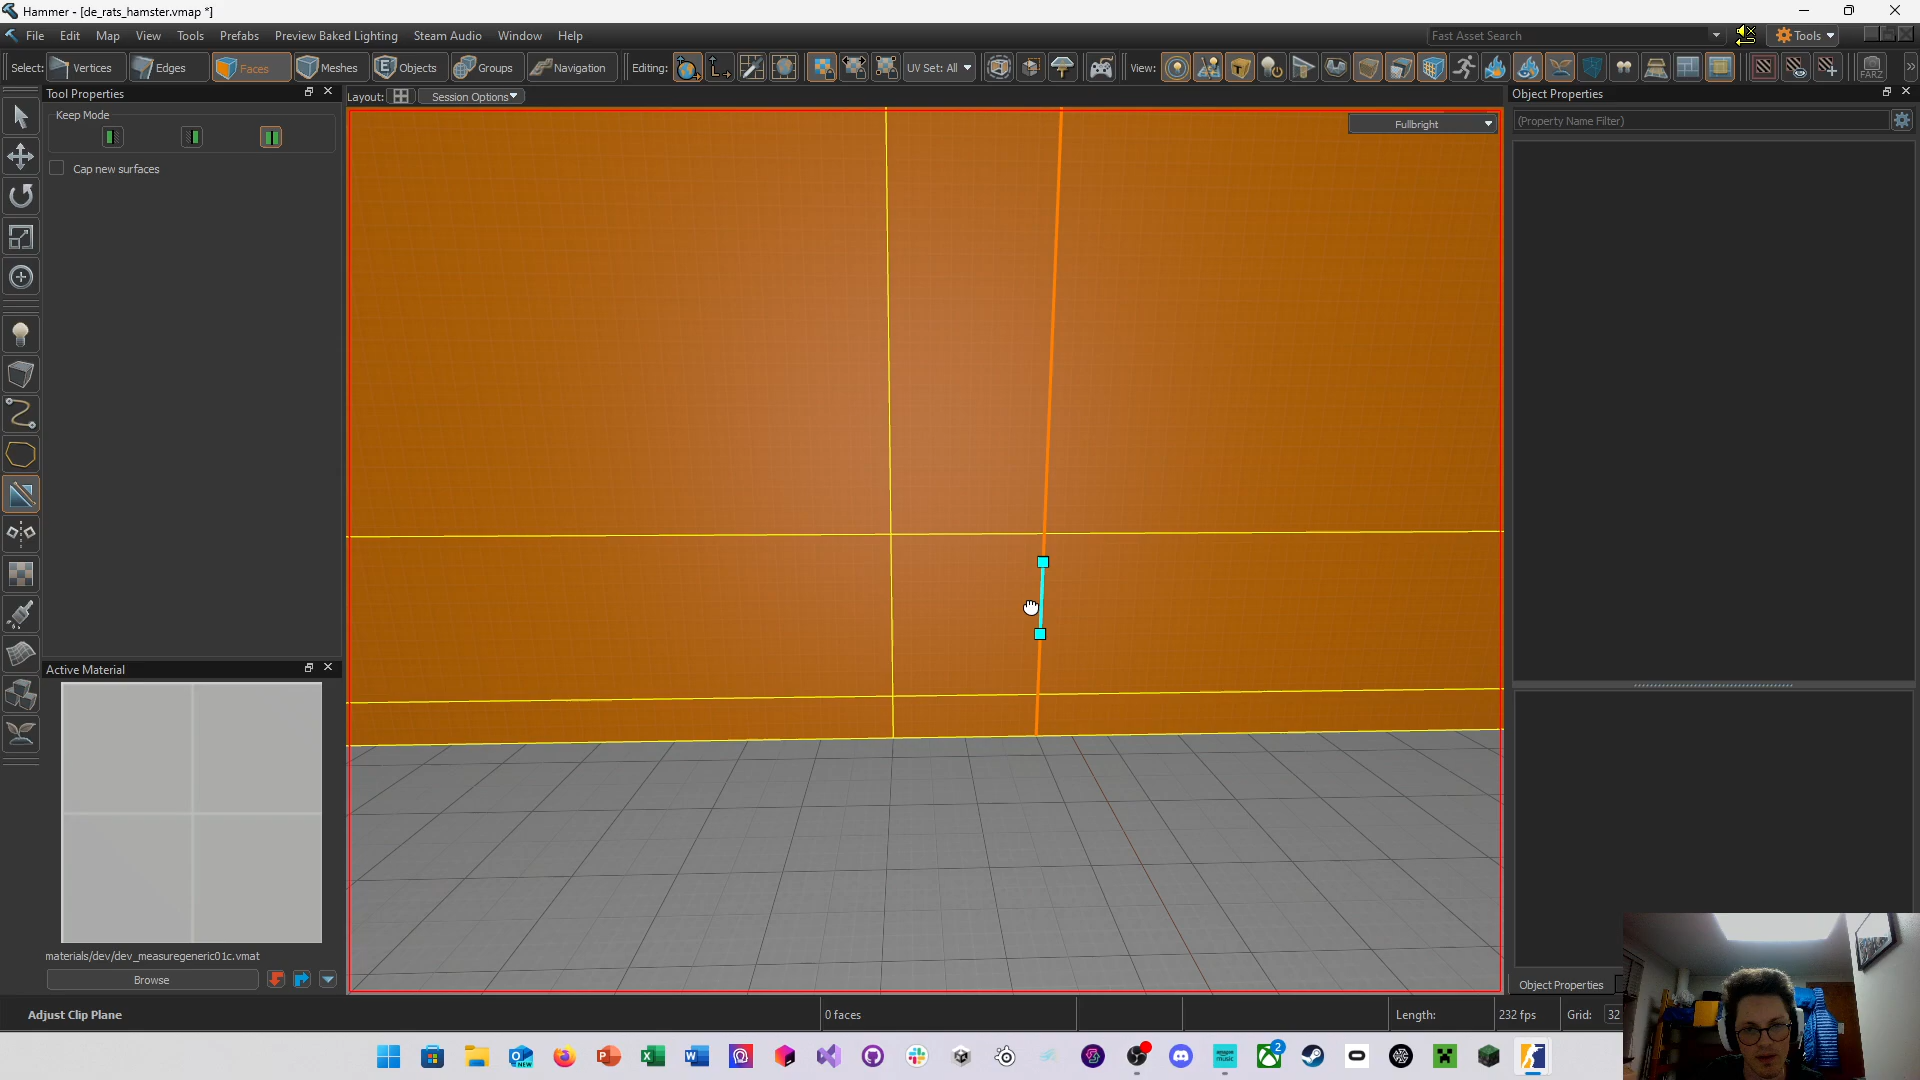 Hammer - [de_rats_hamster.vmap *]
File Edit Map View Tools Prefabs Preview Baked Lighting Steam Audio Window Help
Fast Asset Search
Tools
Select: Vertices Edges Faces Meshes Objects Groups Navigation Editing: UV Set: All View: FARZ
Tool Properties
Layout: Session Options
Object Properties
Keep Mode
Fullbright
(Property Name Filter)
Cap new surfaces
Active Material
materials/dev/dev_measuregeneric01c.vmat
Browse
Object Properties
Adjust Clip Plane
0 faces
Length:
232 fps
Grid: 32
NEW
2